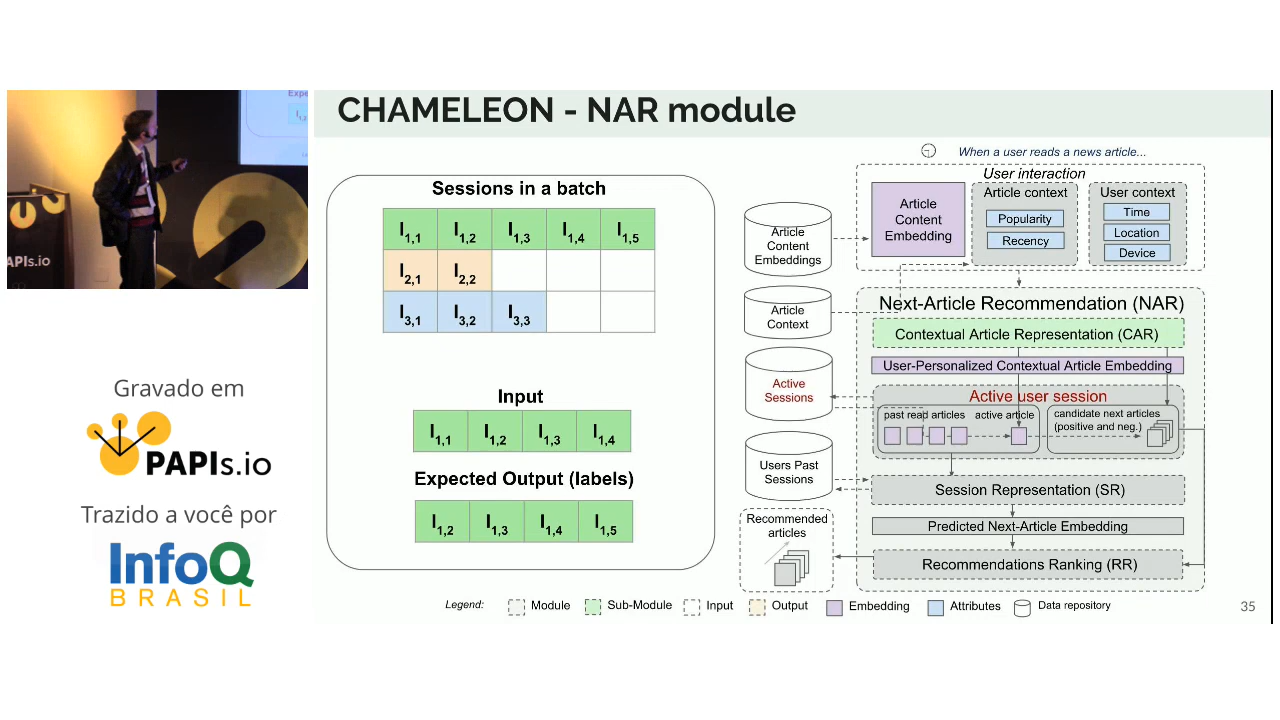 CHAMELEON - NAR module
Sessions in a batch
I1,1 I1,2 I1,3 I1,4 I1,5
I2,1 I2,2
I3,1 I3,2 I3,3
Input
I1,1 I1,2 I1,3 I1,4
Expected Output (labels)
I1,2 I1,3 I1,4 I1,5
When a user reads a news article...
User interaction
Article
Content
Embedding
Article context
Popularity
Recency
User context
Time
Location
Device
Article
Content
Embeddings
Article
Context
Active
Sessions
Users Past
Sessions
Recommended
articles
Next-Article Recommendation (NAR)
Contextual Article Representation (CAR)
User-Personalized Contextual Article Embedding
Active user session
past read articles
active article
candidate next articles
(positive and neg.)
Session Representation (SR)
Predicted Next-Article Embedding
Recommendations Ranking (RR)
Legend: Module Sub-Module Input Output Embedding Attributes Data repository
35
Expe
APIs.io
Gravado em
PAPIs.io
Trazido a você por
InfoQ
BRASIL